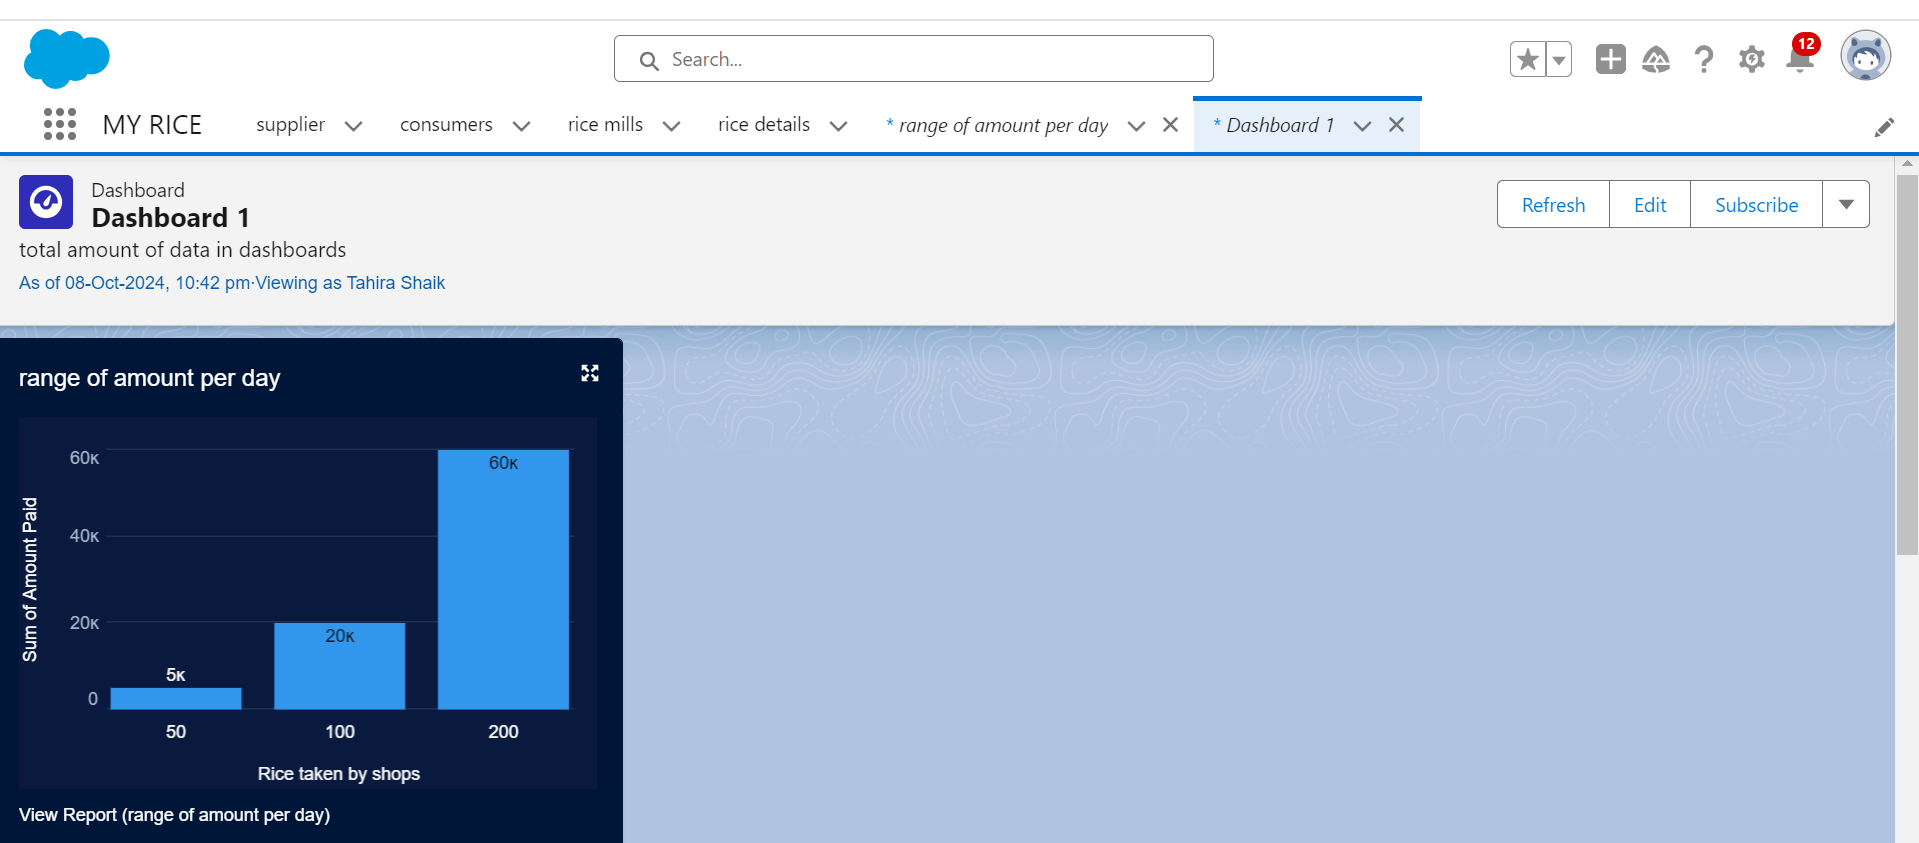 Search...
12
MY RICE
supplier
consumers
rice mills
rice details
* range of amount per day
* Dashboard 1
Dashboard
Dashboard 1
total amount of data in dashboards
As of 08-Oct-2024, 10:42 pm·Viewing as Tahira Shaik
Refresh
Edit
Subscribe
range of amount per day
Sum of Amount Paid
60K
40K
20K
0
5K
20K
60K
50
100
200
Rice taken by shops
View Report (range of amount per day)